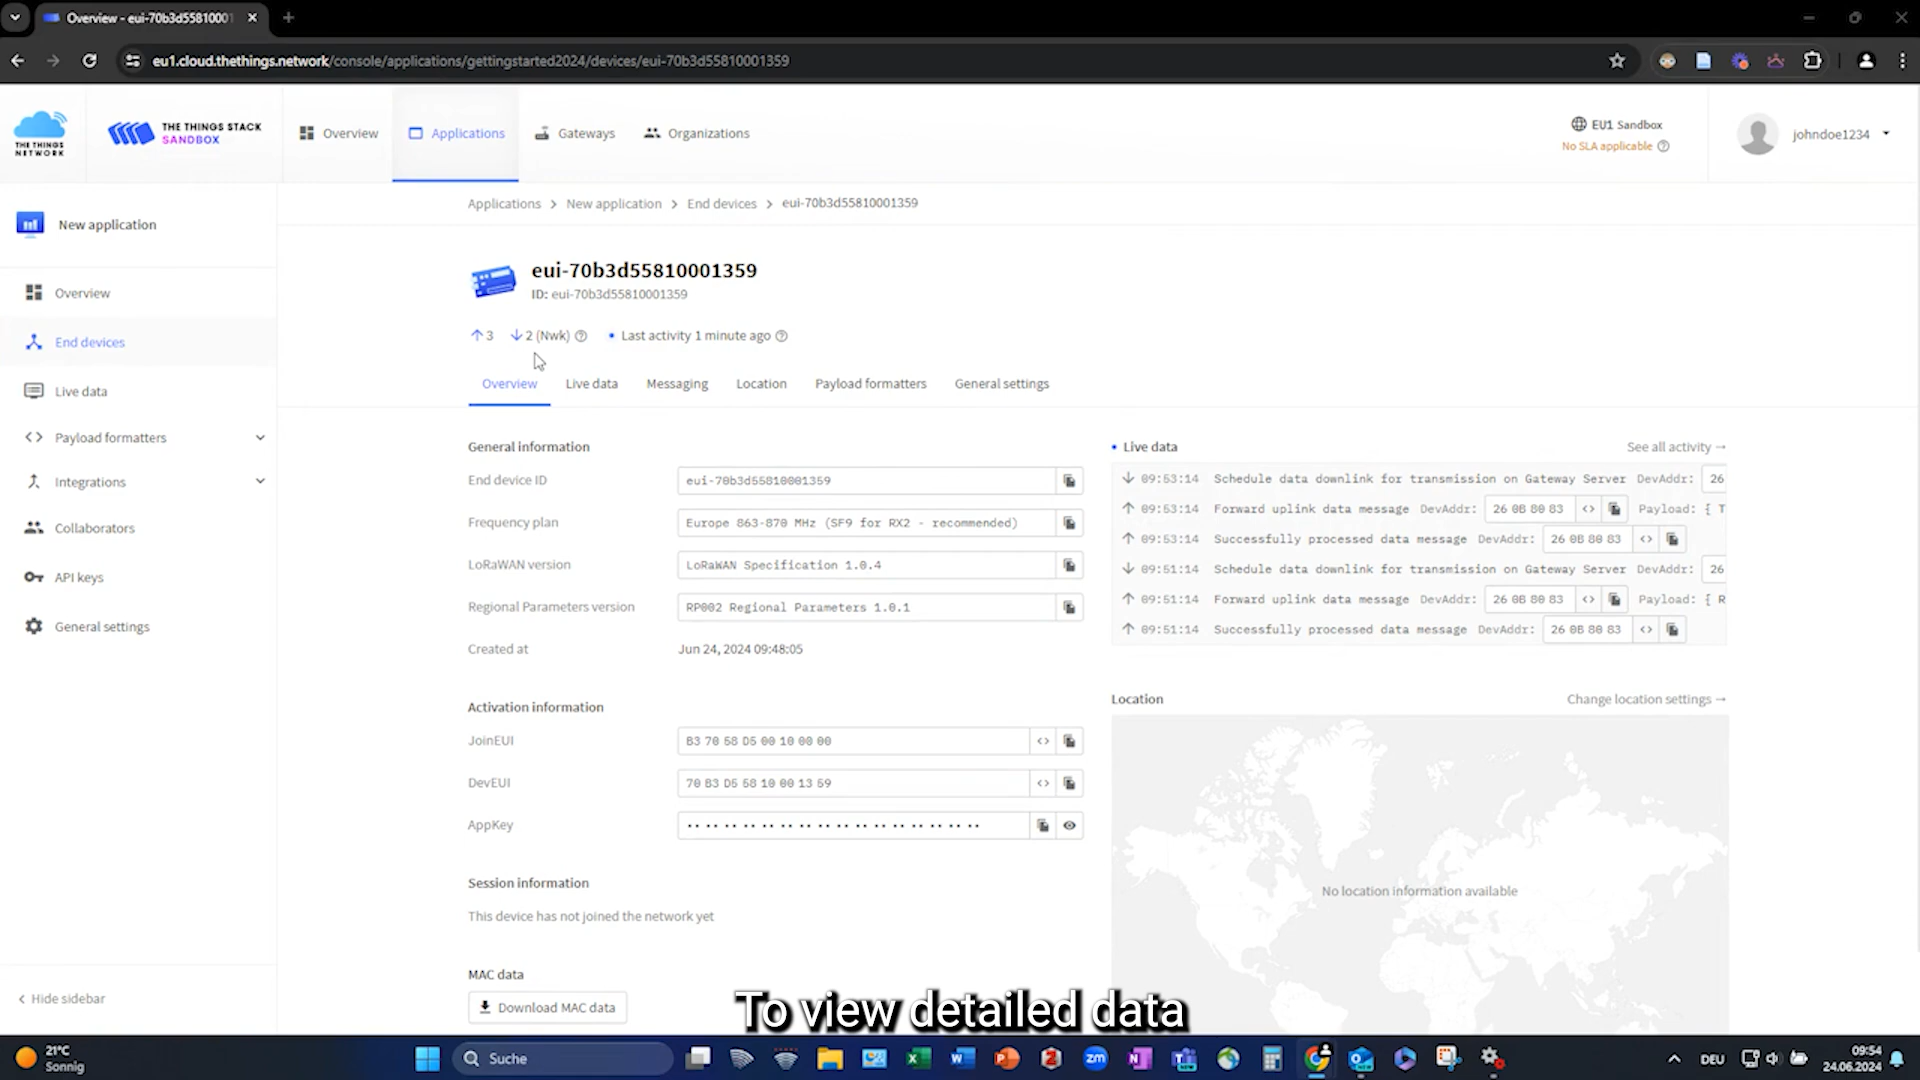 Overview - eui-70b3d55810001
eu1.cloud.thethings.network/console/applications/gettingstarted2024/devices/eui-70b3d55810001359
THE THINGS NETWORK
THE THINGS STACK
SANDBOX
Overview
Applications
Gateways
Organizations
EU1 Sandbox
No SLA applicable
johndoe1234
New application
Overview
End devices
Live data
Payload formatters
Integrations
Collaborators
API keys
General settings
< Hide sidebar
Applications > New application > End devices > eui-70b3d55810001359
eui-70b3d55810001359
ID: eui-70b3d55810001359
↑ 3 ↓ 2 (Nwk) • Last activity 1 minute ago
Overview Live data Messaging Location Payload formatters General settings
General information
End device ID eui-70b3d55810001359
Frequency plan Europe 863-870 MHz (SF9 for RX2 - recommended)
LoRaWAN version LoRaWAN Specification 1.0.4
Regional Parameters version RP002 Regional Parameters 1.0.1
Created at Jun 24, 2024 09:48:05
Activation information
JoinEUI B3 70 58 D5 00 10 00 00
DevEUI 70 B3 D5 58 10 00 13 59
AppKey
Session information
This device has not joined the network yet
MAC data
Download MAC data
• Live data See all activity →
↓ 09:53:14 Schedule data downlink for transmission on Gateway Server DevAddr: 26
↑ 09:53:14 Forward uplink data message DevAddr: 26 0B 80 83 <> Payload: { T
↑ 09:53:14 Successfully processed data message DevAddr: 26 0B 80 83 <>
↓ 09:51:14 Schedule data downlink for transmission on Gateway Server DevAddr: 26
↑ 09:51:14 Forward uplink data message DevAddr: 26 0B 80 83 <> Payload: { R
↑ 09:51:14 Successfully processed data message DevAddr: 26 0B 80 83 <>
Location Change location settings →
No location information available
To view detailed data
21°C
Sonnig
Suche
DEU
09:54
24.06.2024